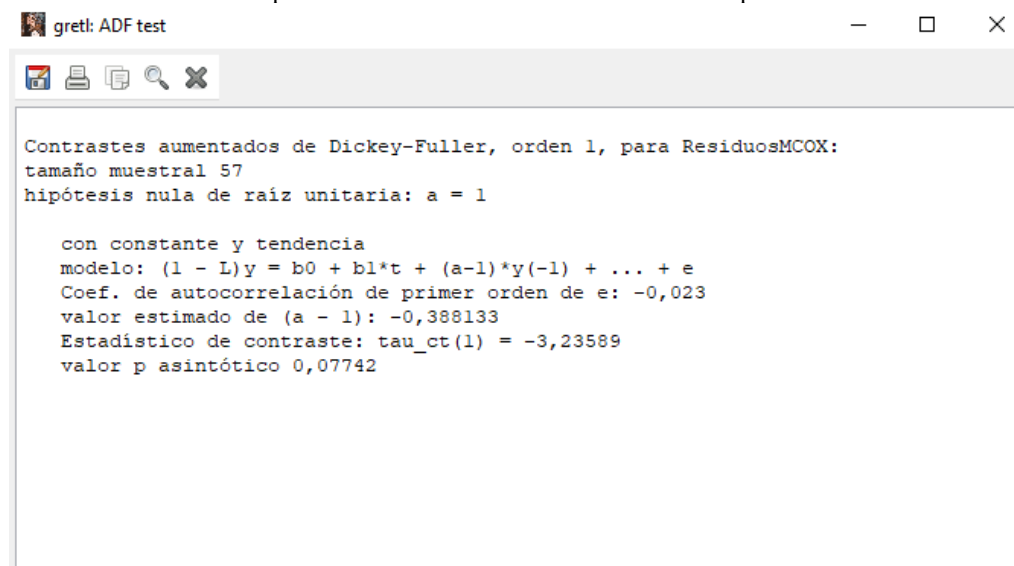 gretl: ADF test
Contrastes aumentados de Dickey-Fuller, orden 1, para ResiduosMCOX:
tamaño muestral 57
hipótesis nula de raíz unitaria: a = 1
con constante y tendencia
modelo: (1 - L)y = b0 + b1*t + (a-1)*y(-1) + ... + e
Coef. de autocorrelación de primer orden de e: -0,023
valor estimado de (a - 1): -0,388133
Estadístico de contraste: tau_ct(1) = -3,23589
valor p asintótico 0,07742